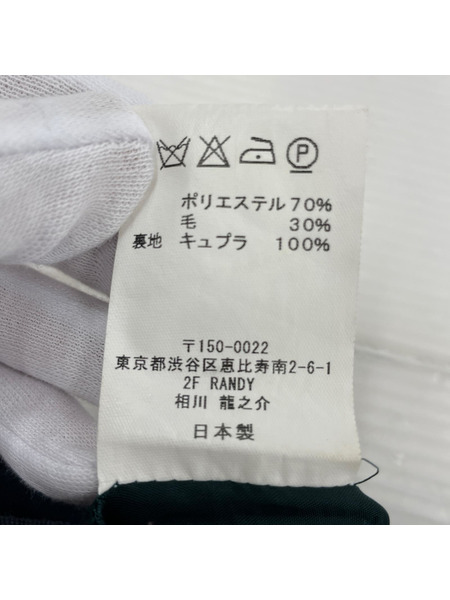 P
ポリエステル 70%
毛 30%
裏地 キュプラ 100%
〒150-0022
東京都渋谷区恵比寿南2-6-1
2F RANDY
相川 龍之介
日本製